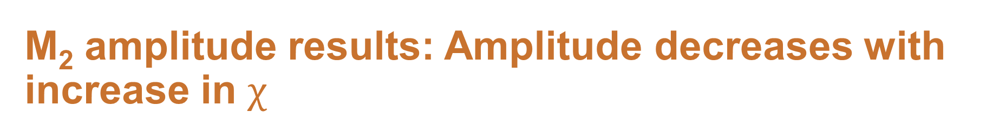 M₂ amplitude results: Amplitude decreases with
increase in χ